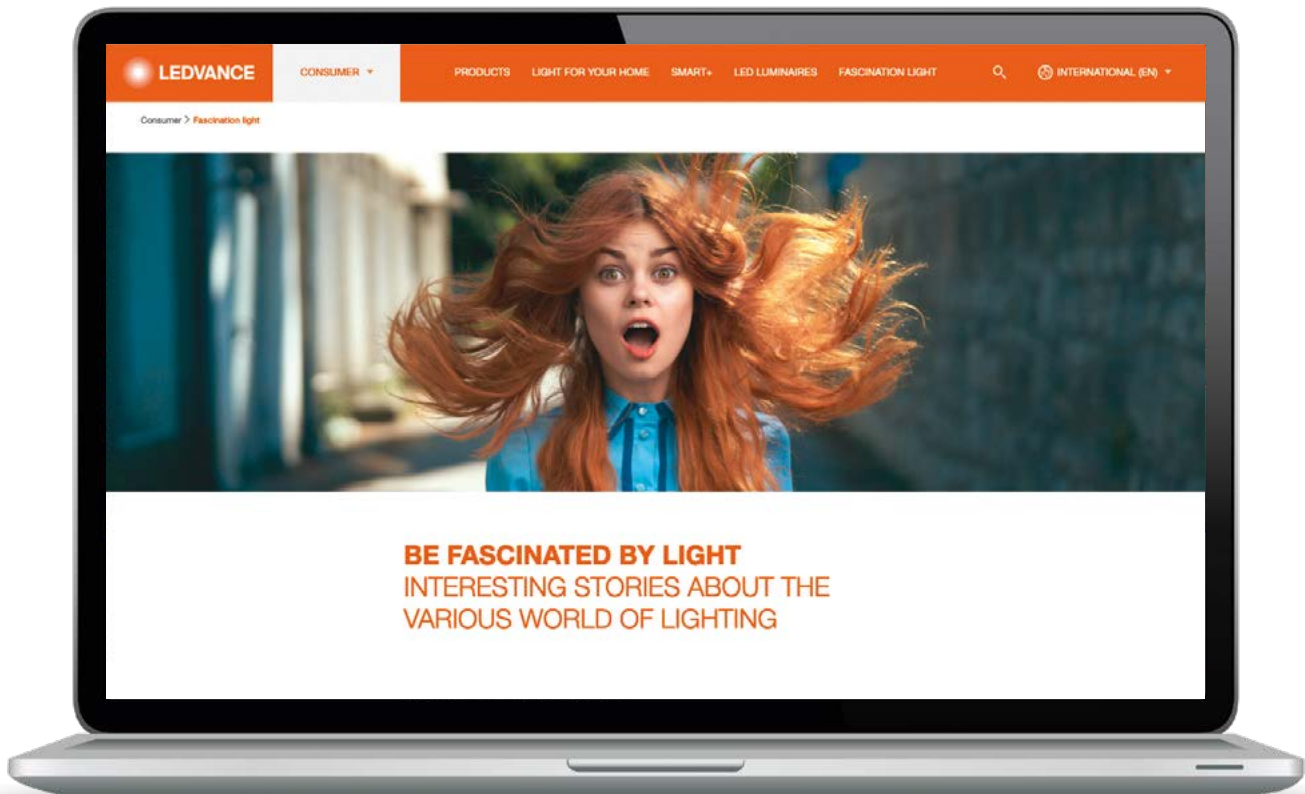 LEDVANCE
CONSUMER
PRODUCTS
LIGHT FOR YOUR HOME
SMART+
LED LUMINAIRES
FASCINATION LIGHT
INTERNATIONAL (EN)
Consumer > Fascination light
BE FASCINATED BY LIGHT
INTERESTING STORIES ABOUT THE
VARIOUS WORLD OF LIGHTING